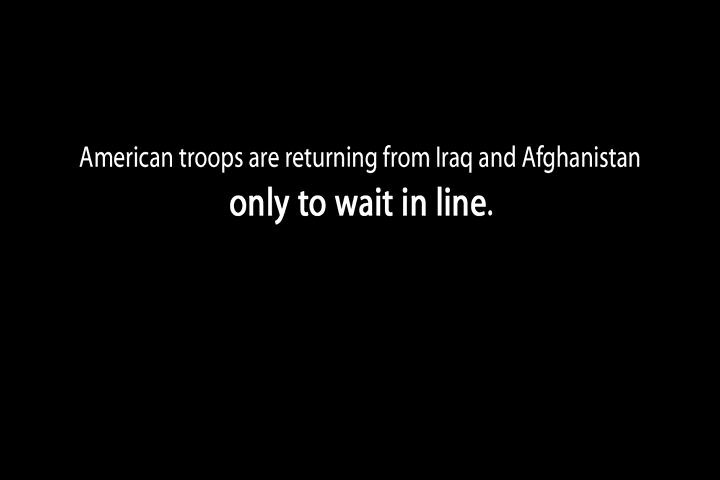 American troops are returning from Iraq and Afghanistan
only to wait in line.